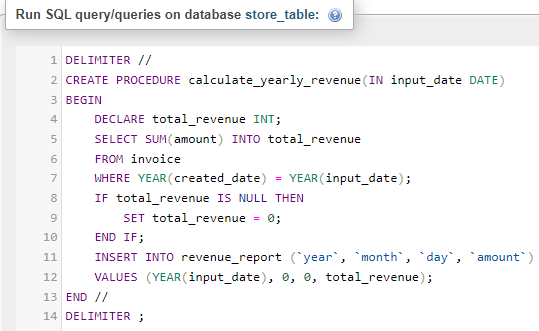 Run SQL query/queries on database store_table:
1 DELIMITER //
2 CREATE PROCEDURE calculate_yearly_revenue(IN input_date DATE)
3 BEGIN
4 DECLARE total_revenue INT;
5 SELECT SUM(amount) INTO total_revenue
6 FROM invoice
7 WHERE YEAR(created_date) = YEAR(input_date);
8 IF total_revenue IS NULL THEN
9 SET total_revenue = 0;
10 END IF;
11 INSERT INTO revenue_report (`year`, `month`, `day`, `amount`)
12 VALUES (YEAR(input_date), 0, 0, total_revenue);
13 END //
14 DELIMITER ;